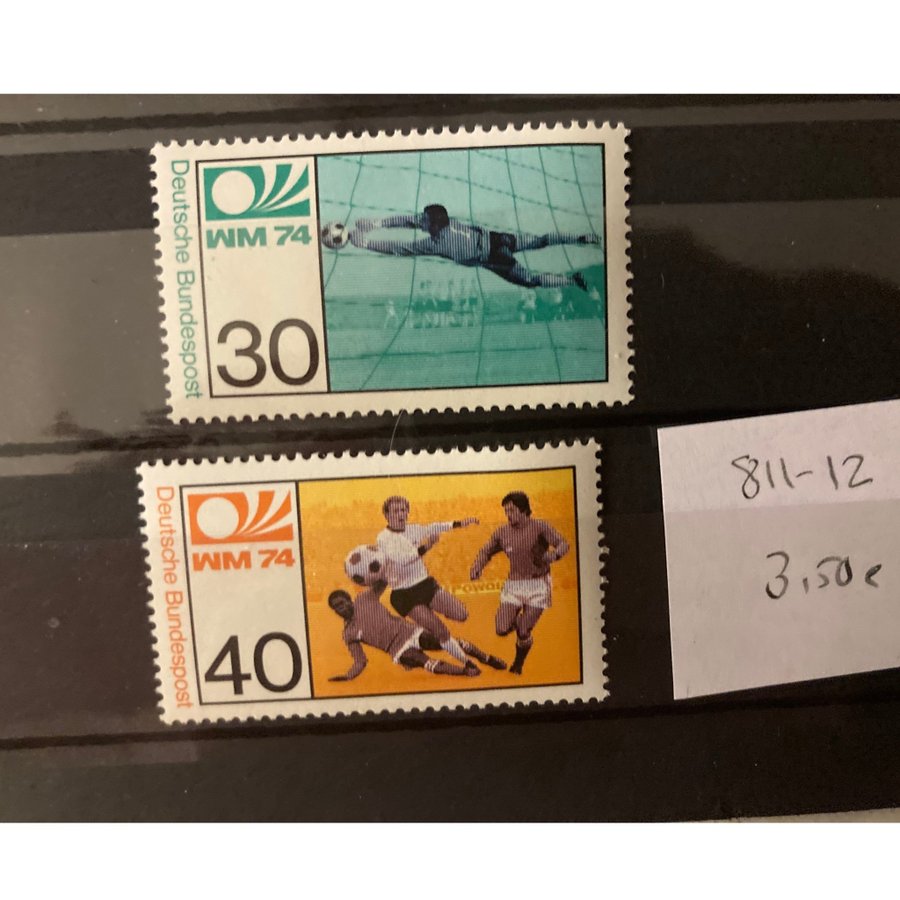 Deutsche Bundespost
WM 74
30
Deutsche Bundespost
WM 74
40
811-12
3,50€